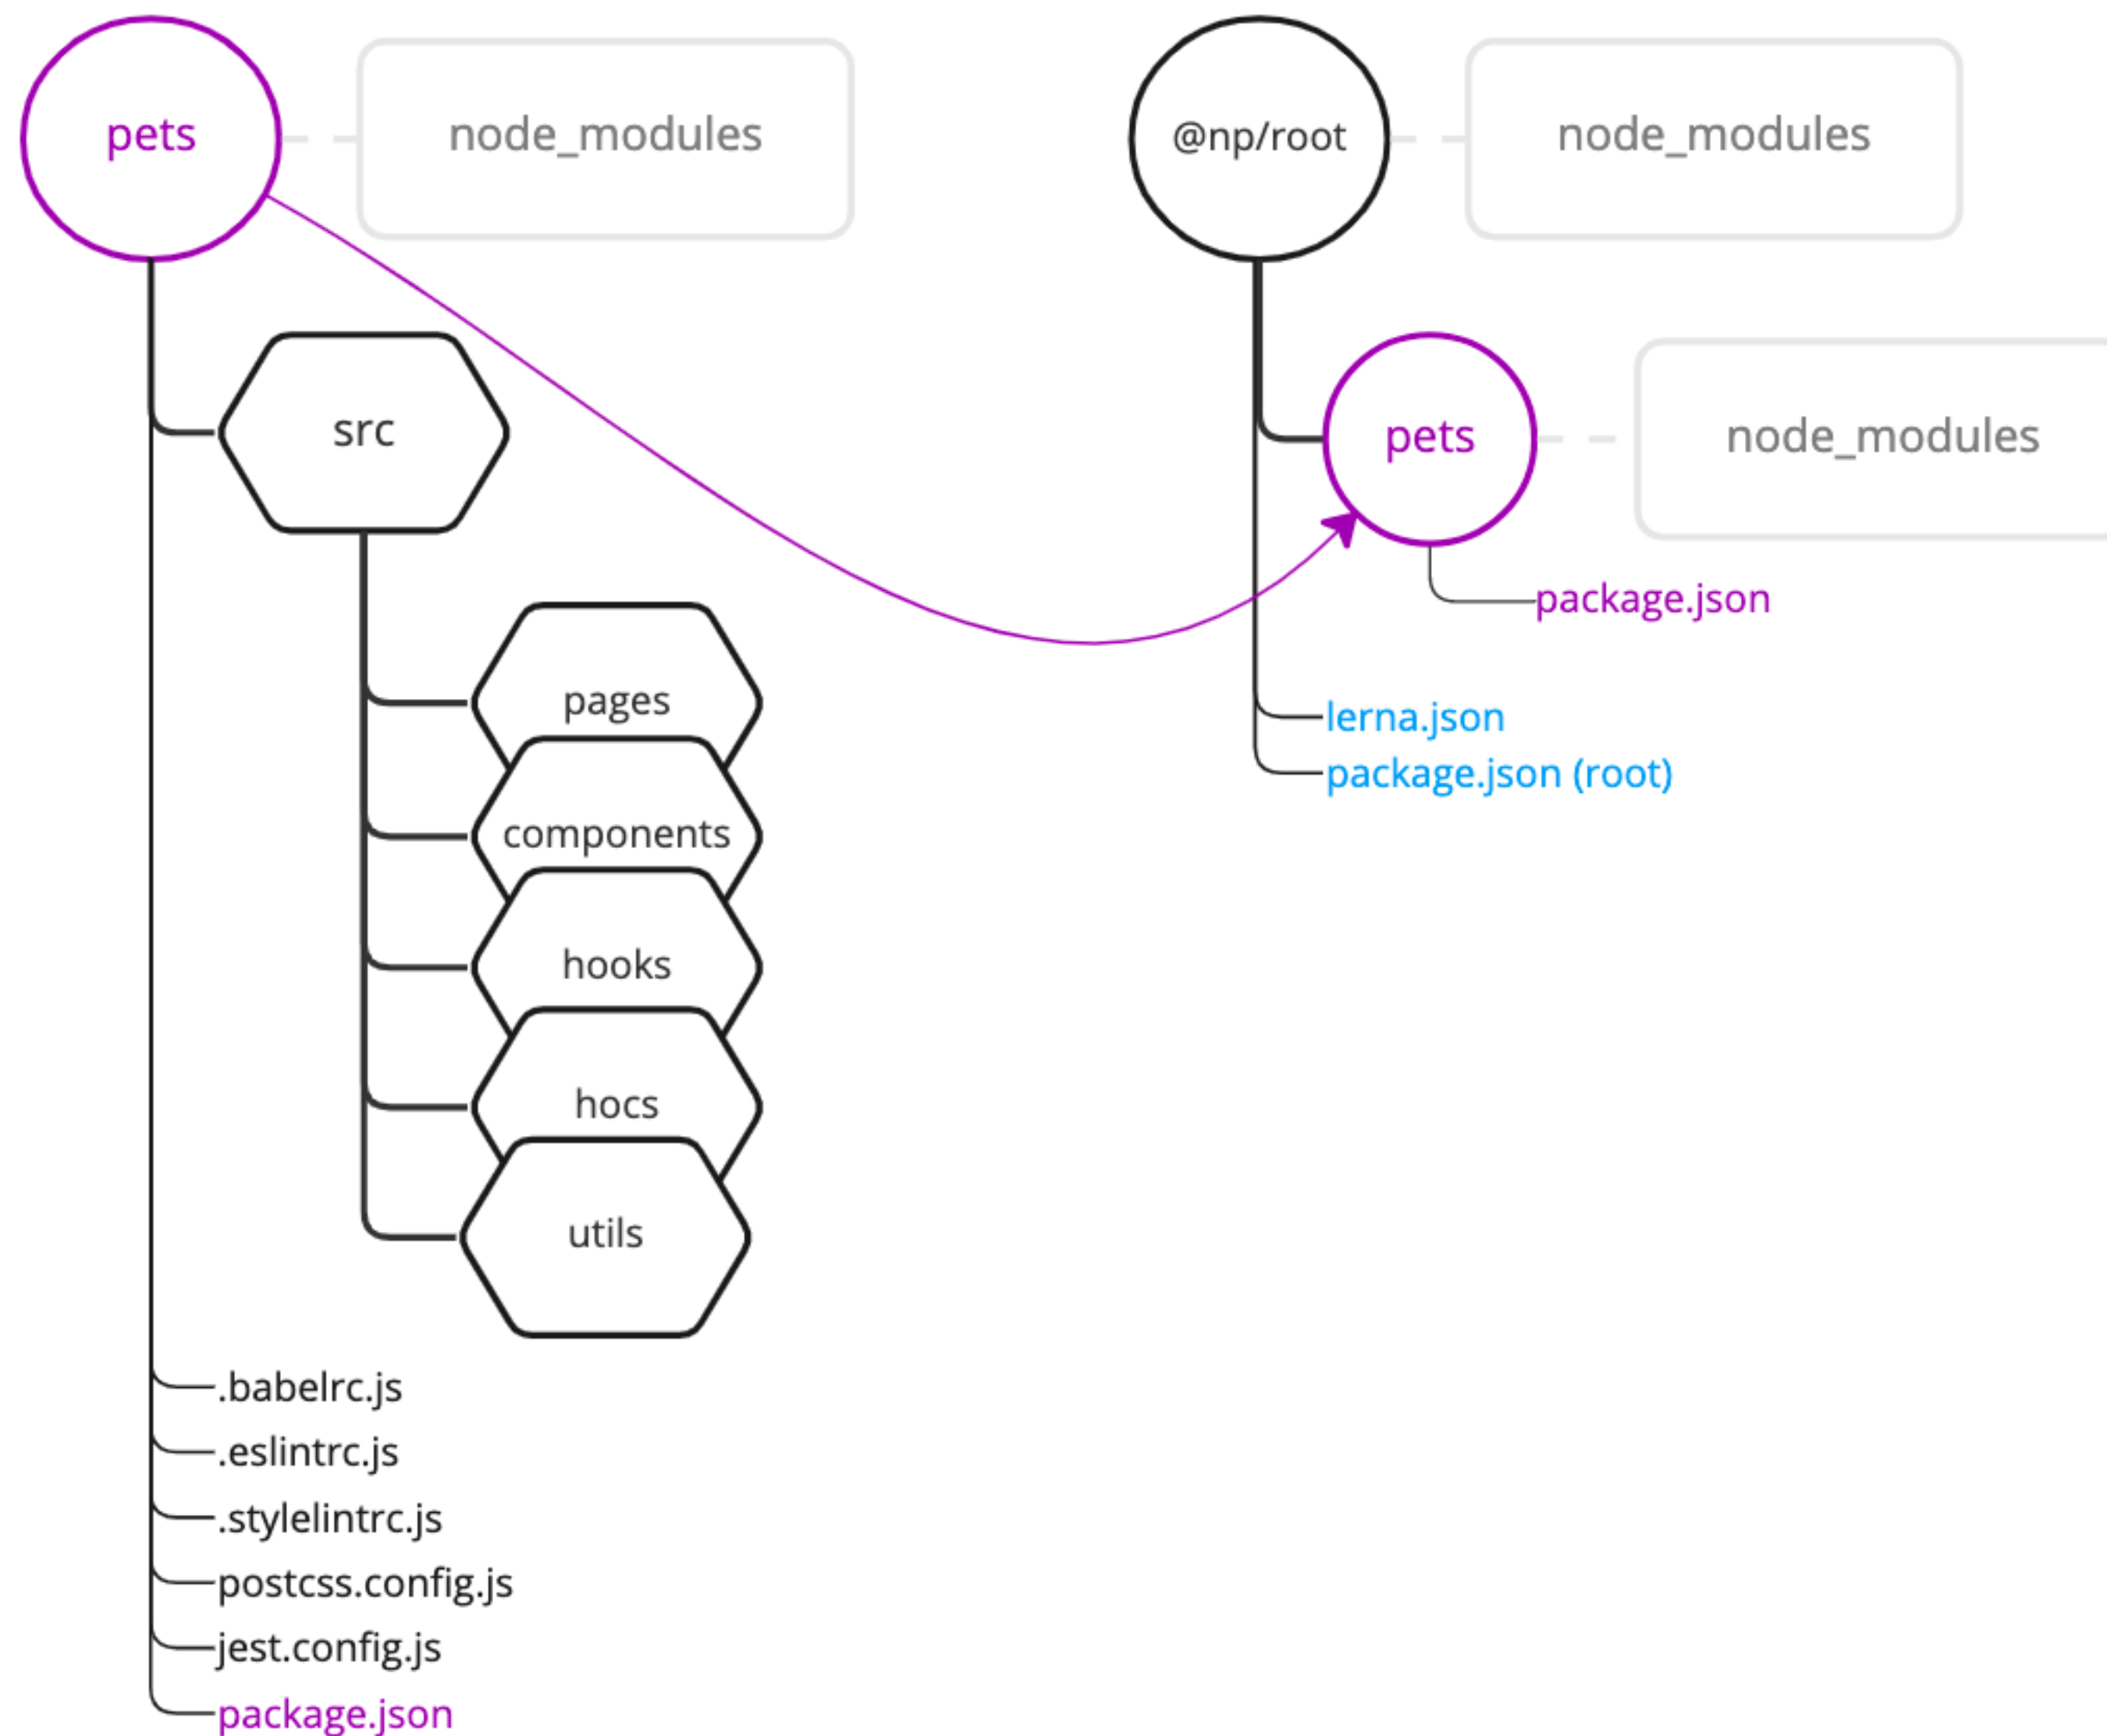 pets
node_modules
src
pages
components
hooks
hocs
utils
.babelrc.js
.eslintrc.js
.stylelintrc.js
postcss.config.js
jest.config.js
package.json
@np/root
node_modules
pets
node_modules
package.json
lerna.json
package.json (root)